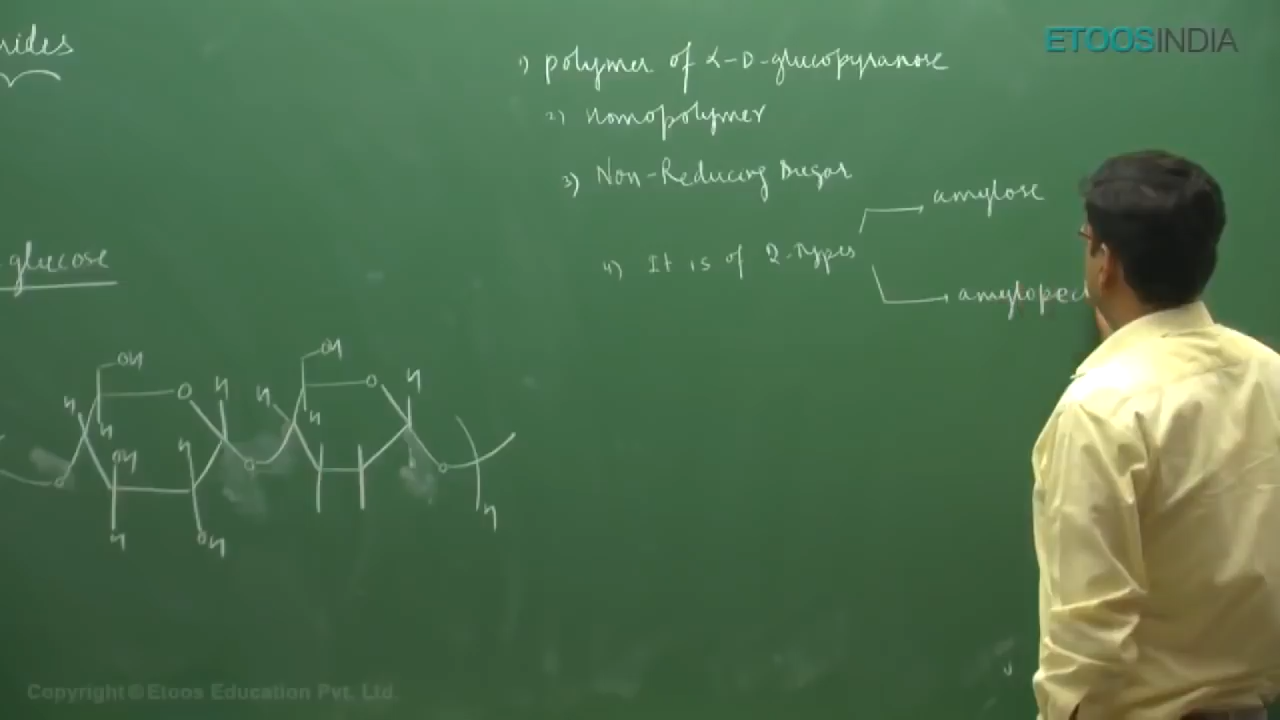 rides
ETOOSINDIA
1) polymer of α-D-glucopyranose
2) Homopolymer
3) Non-Reducing Sugar
4) It is of 2-Types
amylose
amylopec
glucose
OH
O
H
H
H
OH
H
H
OH
O
O
OH
O
H
H
H
O
n
Copyright © Etoos Education Pvt. Ltd.